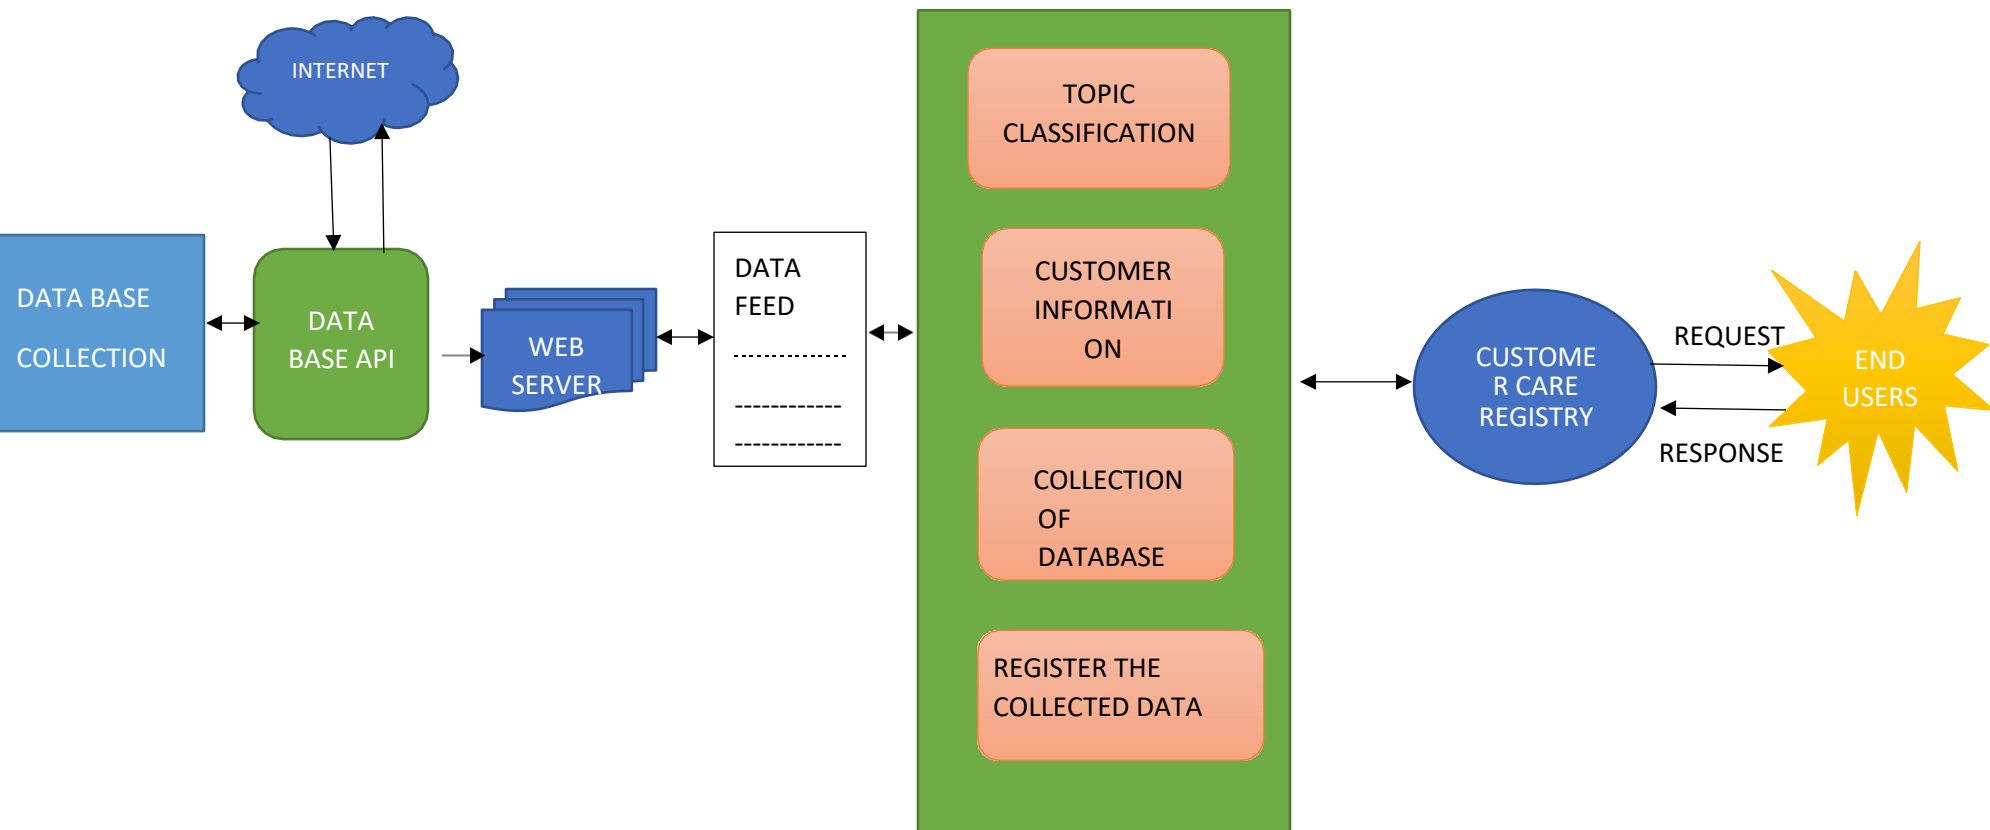 INTERNET
DATA BASE
COLLECTION
DATA
BASE API
WEB
SERVER
DATA
FEED
TOPIC
CLASSIFICATION
CUSTOMER
INFORMATI
ON
COLLECTION
OF
DATABASE
REGISTER THE
COLLECTED DATA
CUSTOME
R CARE
REGISTRY
REQUEST
RESPONSE
END
USERS